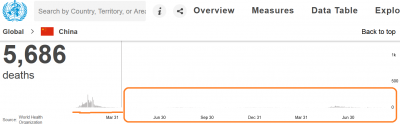 Search by Country, Territory, or Area
i
Overview Measures Data Table Explo
Global > China
Back to top
5,686
deaths
1k
500
0
Mar 31 Jun 30 Sep 30 Dec 31 Mar 31 Jun 30
Source: World Health
Organization